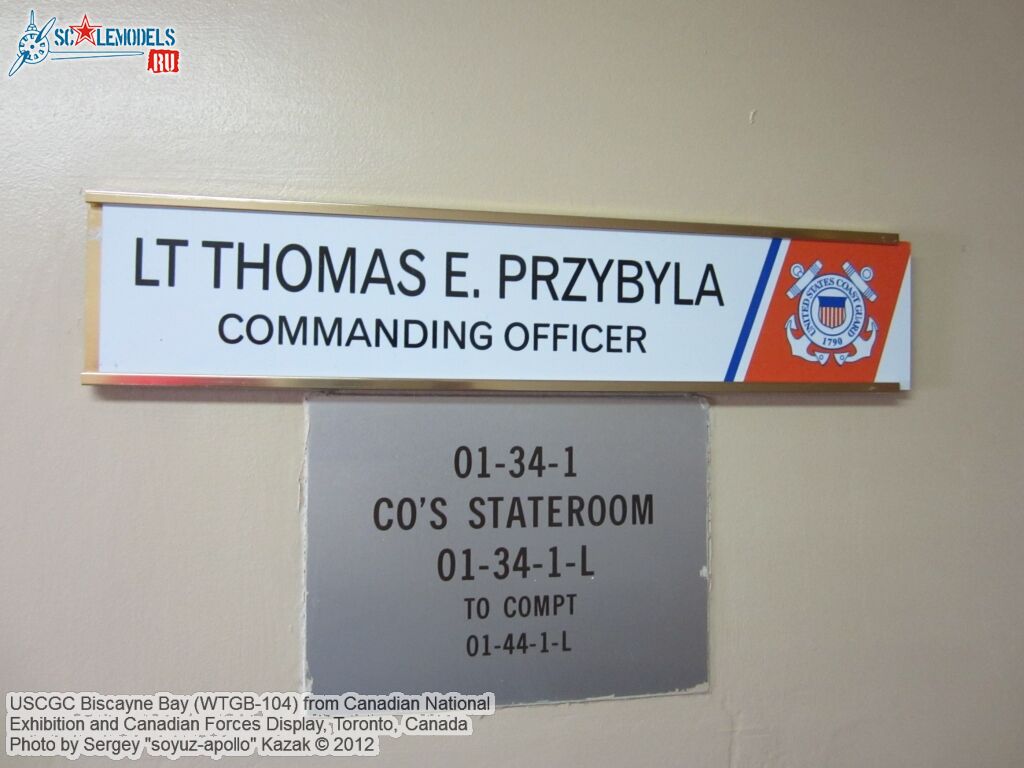 SCALEMODELS
RU
LT THOMAS E. PRZYBYLA
COMMANDING OFFICER
UNITED STATES COAST GUARD
1790
01-34-1
CO'S STATEROOM
01-34-1-L
TO COMPT
01-44-1-L
USCGC Biscayne Bay (WTGB-104) from Canadian National
Exhibition and Canadian Forces Display, Toronto, Canada
Photo by Sergey "soyuz-apollo" Kazak © 2012